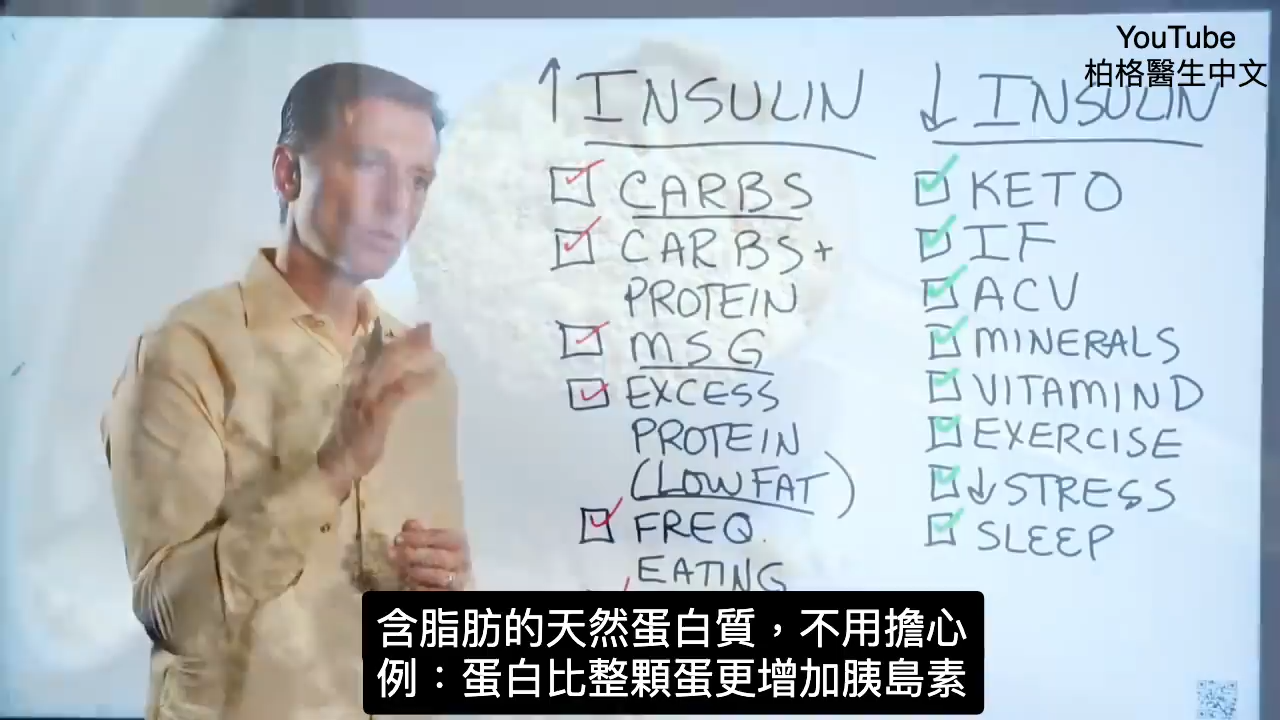 YouTube
柏格醫生中文
↑ INSULIN
CARBS
CARBS+
PROTEIN
MSG
EXCESS
PROTEIN
(LOW FAT)
FREQ.
EATING
↓ INSULIN
KETO
IF
ACV
MINERALS
VITAMIN D
EXERCISE
↓ STRESS
SLEEP
含脂肪的天然蛋白質，不用擔心
例：蛋白比整顆蛋更增加胰島素